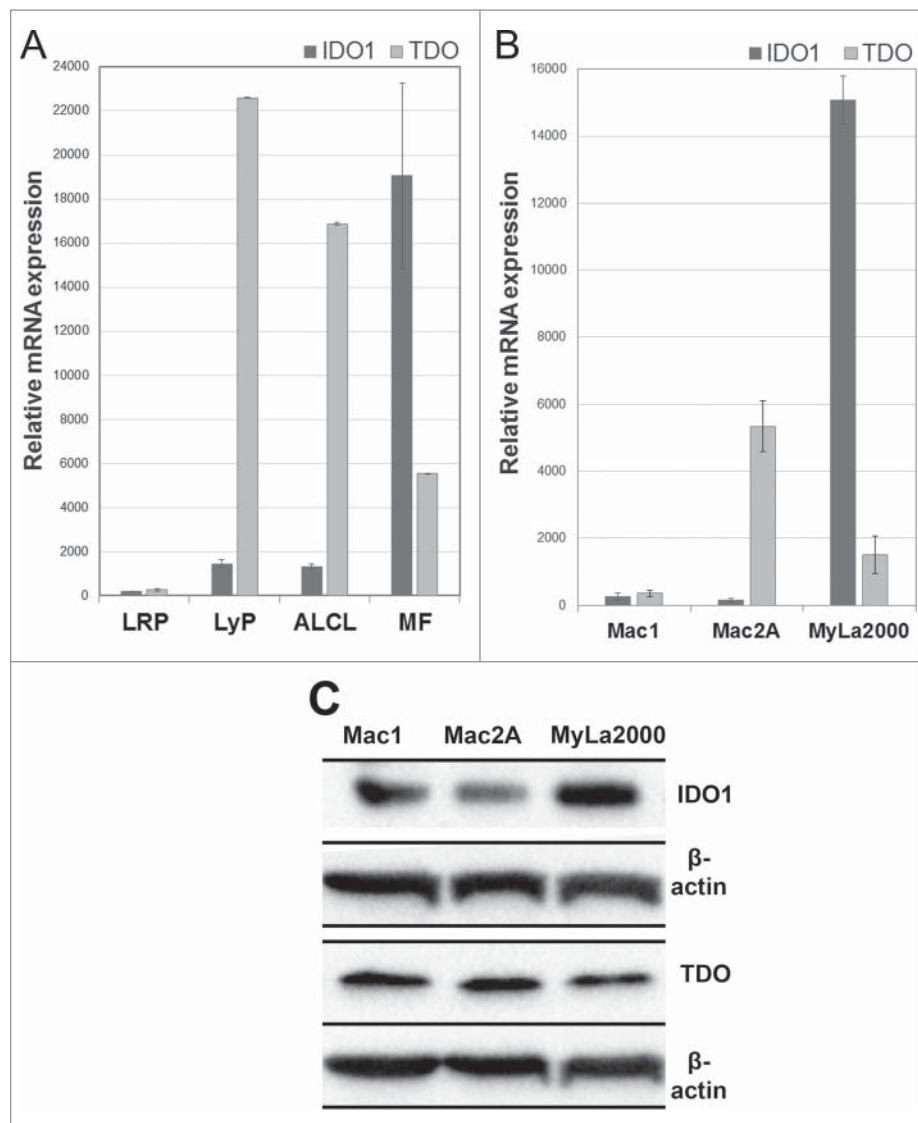 A
IDO1 TDO
Relative mRNA expression
24000
22000
20000
18000
16000
14000
12000
10000
8000
6000
4000
2000
0
LRP LyP ALCL MF
B
IDO1 TDO
Relative mRNA expression
16000
14000
12000
10000
8000
6000
4000
2000
0
Mac1 Mac2A MyLa2000
C
Mac1 Mac2A MyLa2000
IDO1
β-
actin
TDO
β-
actin